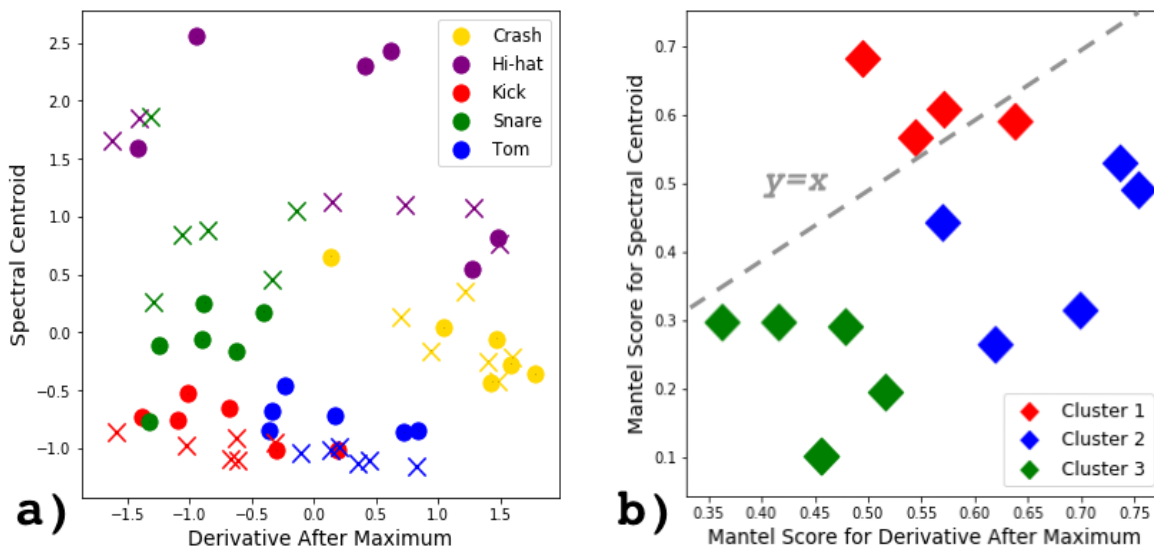 2.5
2.0
1.5
1.0
0.5
0.0
−0.5
−1.0
Spectral Centroid
Crash
Hi-hat
Kick
Snare
Tom
−1.5 −1.0 −0.5 0.0 0.5 1.0 1.5
Derivative After Maximum
a)
0.7
0.6
0.5
0.4
0.3
0.2
0.1
Mantel Score for Spectral Centroid
y=x
Cluster 1
Cluster 2
Cluster 3
0.35 0.40 0.45 0.50 0.55 0.60 0.65 0.70 0.75
Mantel Score for Derivative After Maximum
b)